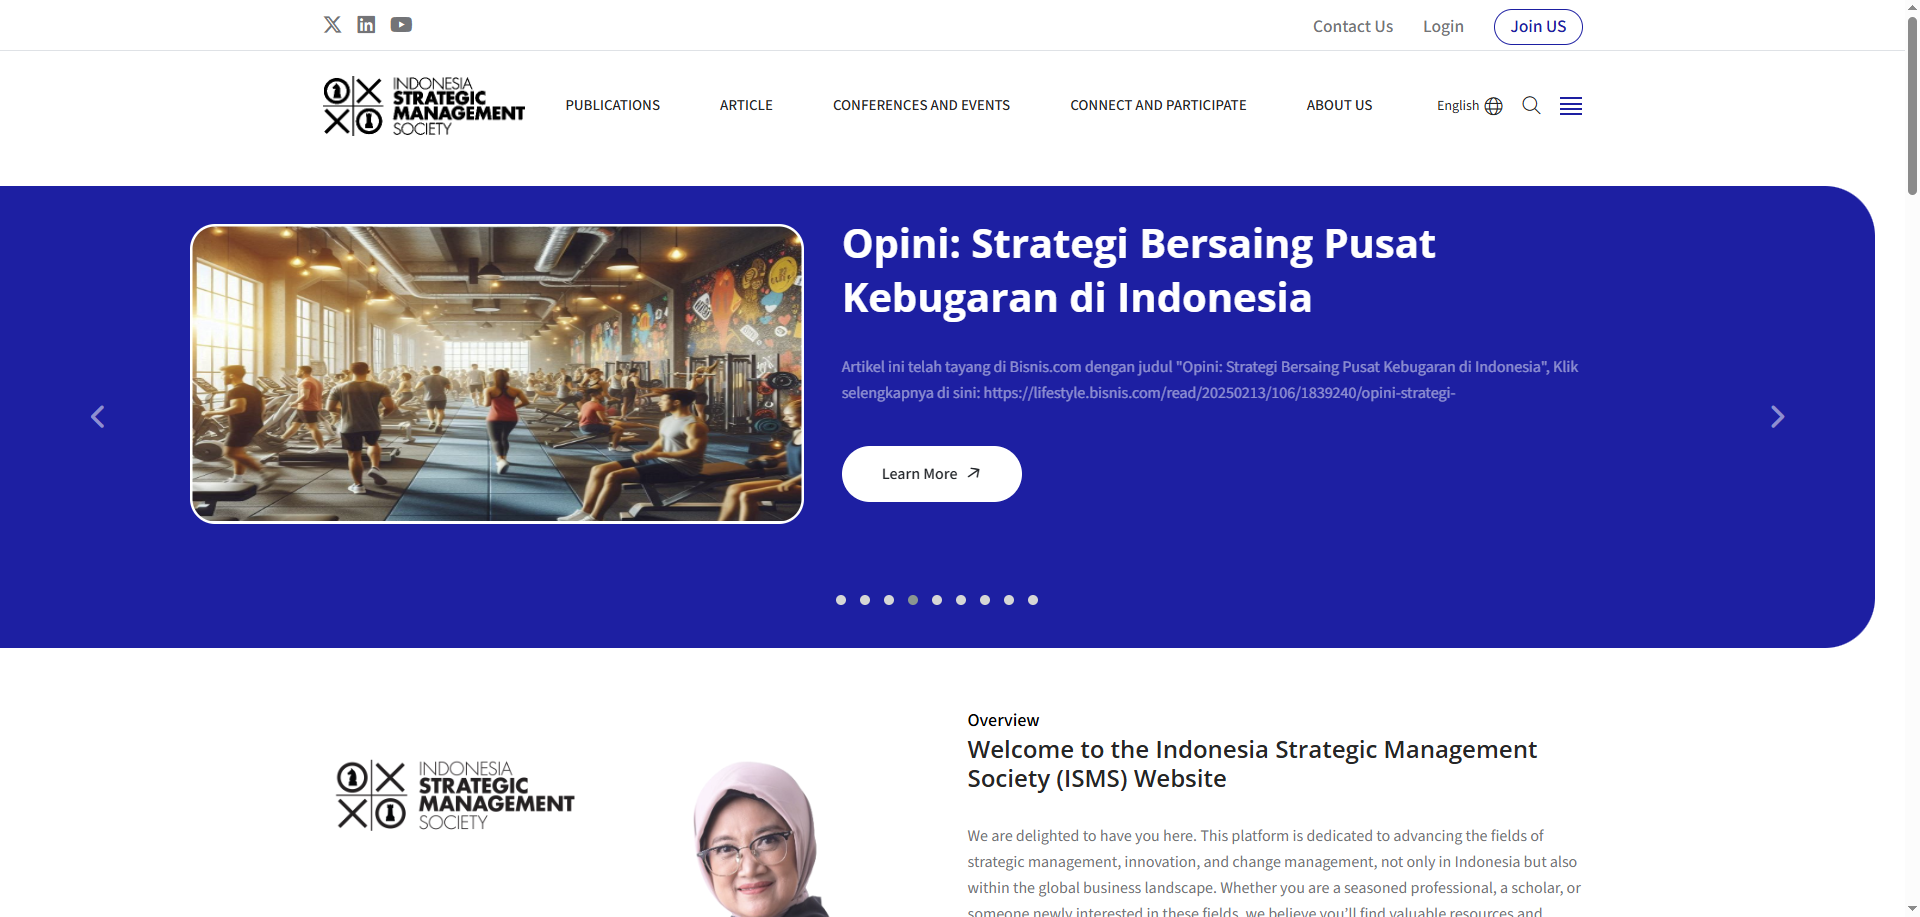 Contact Us
Login
Join US
INDONESIA
STRATEGIC
MANAGEMENT
SOCIETY
PUBLICATIONS
ARTICLE
CONFERENCES AND EVENTS
CONNECT AND PARTICIPATE
ABOUT US
English
Opini: Strategi Bersaing Pusat
Kebugaran di Indonesia
Artikel ini telah tayang di Bisnis.com dengan judul "Opini: Strategi Bersaing Pusat Kebugaran di Indonesia", Klik
selengkapnya di sini: https://lifestyle.bisnis.com/read/20250213/106/1839240/opini-strategi-
Learn More
INDONESIA
STRATEGIC
MANAGEMENT
SOCIETY
Overview
Welcome to the Indonesia Strategic Management
Society (ISMS) Website
We are delighted to have you here. This platform is dedicated to advancing the fields of
strategic management, innovation, and change management, not only in Indonesia but also
within the global business landscape. Whether you are a seasoned professional, a scholar, or
someone newly interested in these fields, we believe you'll find valuable resources and